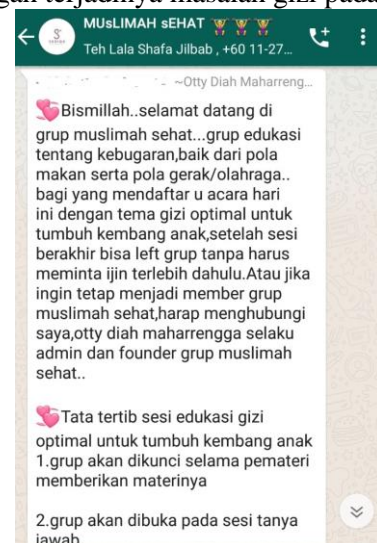 gan terjadinya masalah gizi pada
MUsLIMAH sEHAT
Teh Lala Shafa Jilbab , +60 11-27...
~Otty Diah Maharreng...
Bismillah..selamat datang di
grup muslimah sehat...grup edukasi
tentang kebugaran,baik dari pola
makan serta pola gerak/olahraga..
bagi yang mendaftar u acara hari
ini dengan tema gizi optimal untuk
tumbuh kembang anak,setelah sesi
berakhir bisa left grup tanpa harus
meminta ijin terlebih dahulu.Atau jika
ingin tetap menjadi member grup
muslimah sehat,harap menghubungi
saya,otty diah maharrengga selaku
admin dan founder grup muslimah
sehat..
Tata tertib sesi edukasi gizi
optimal untuk tumbuh kembang anak
1.grup akan dikunci selama pemateri
memberikan materinya
2.grup akan dibuka pada sesi tanya
jawab